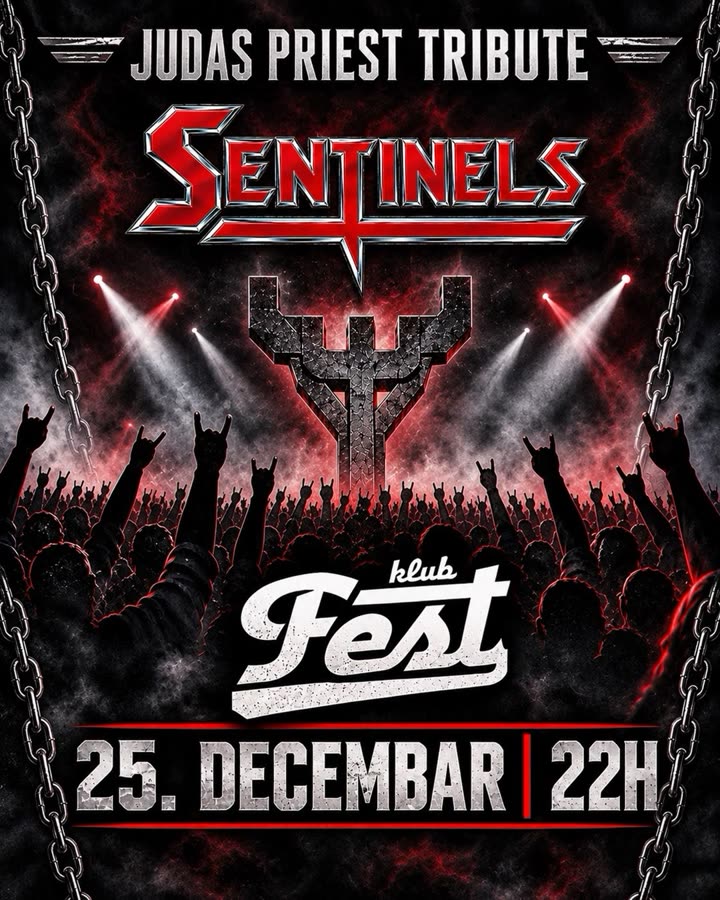 JUDAS PRIEST TRIBUTE
SENTINELS
klub
Fest
25. DECEMBAR | 22H